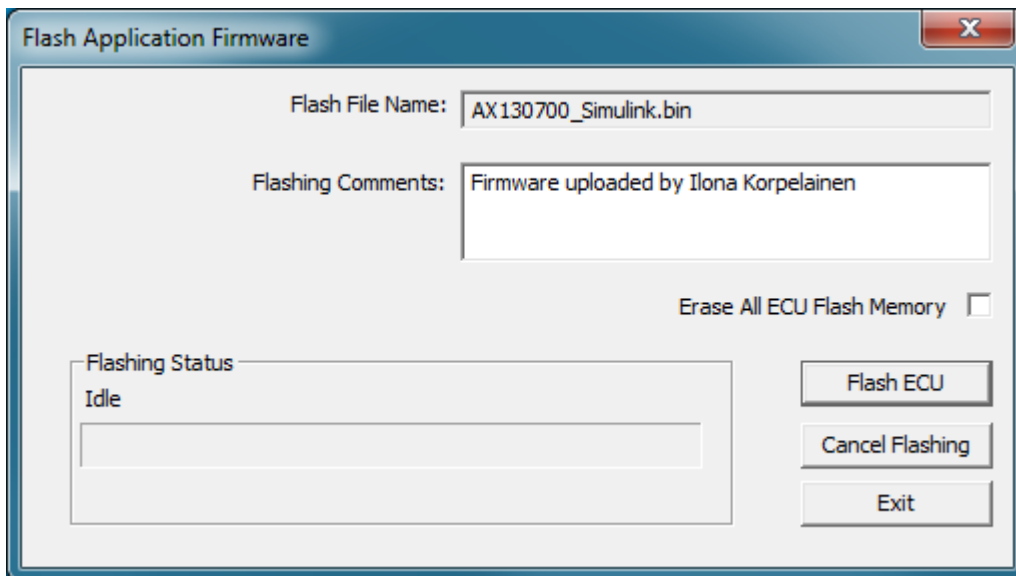 Flash Application Firmware
Flash File Name: AX130700_Simulink.bin
Flashing Comments: Firmware uploaded by Ilona Korpelainen
Erase All ECU Flash Memory
Flashing Status
Idle
Flash ECU
Cancel Flashing
Exit